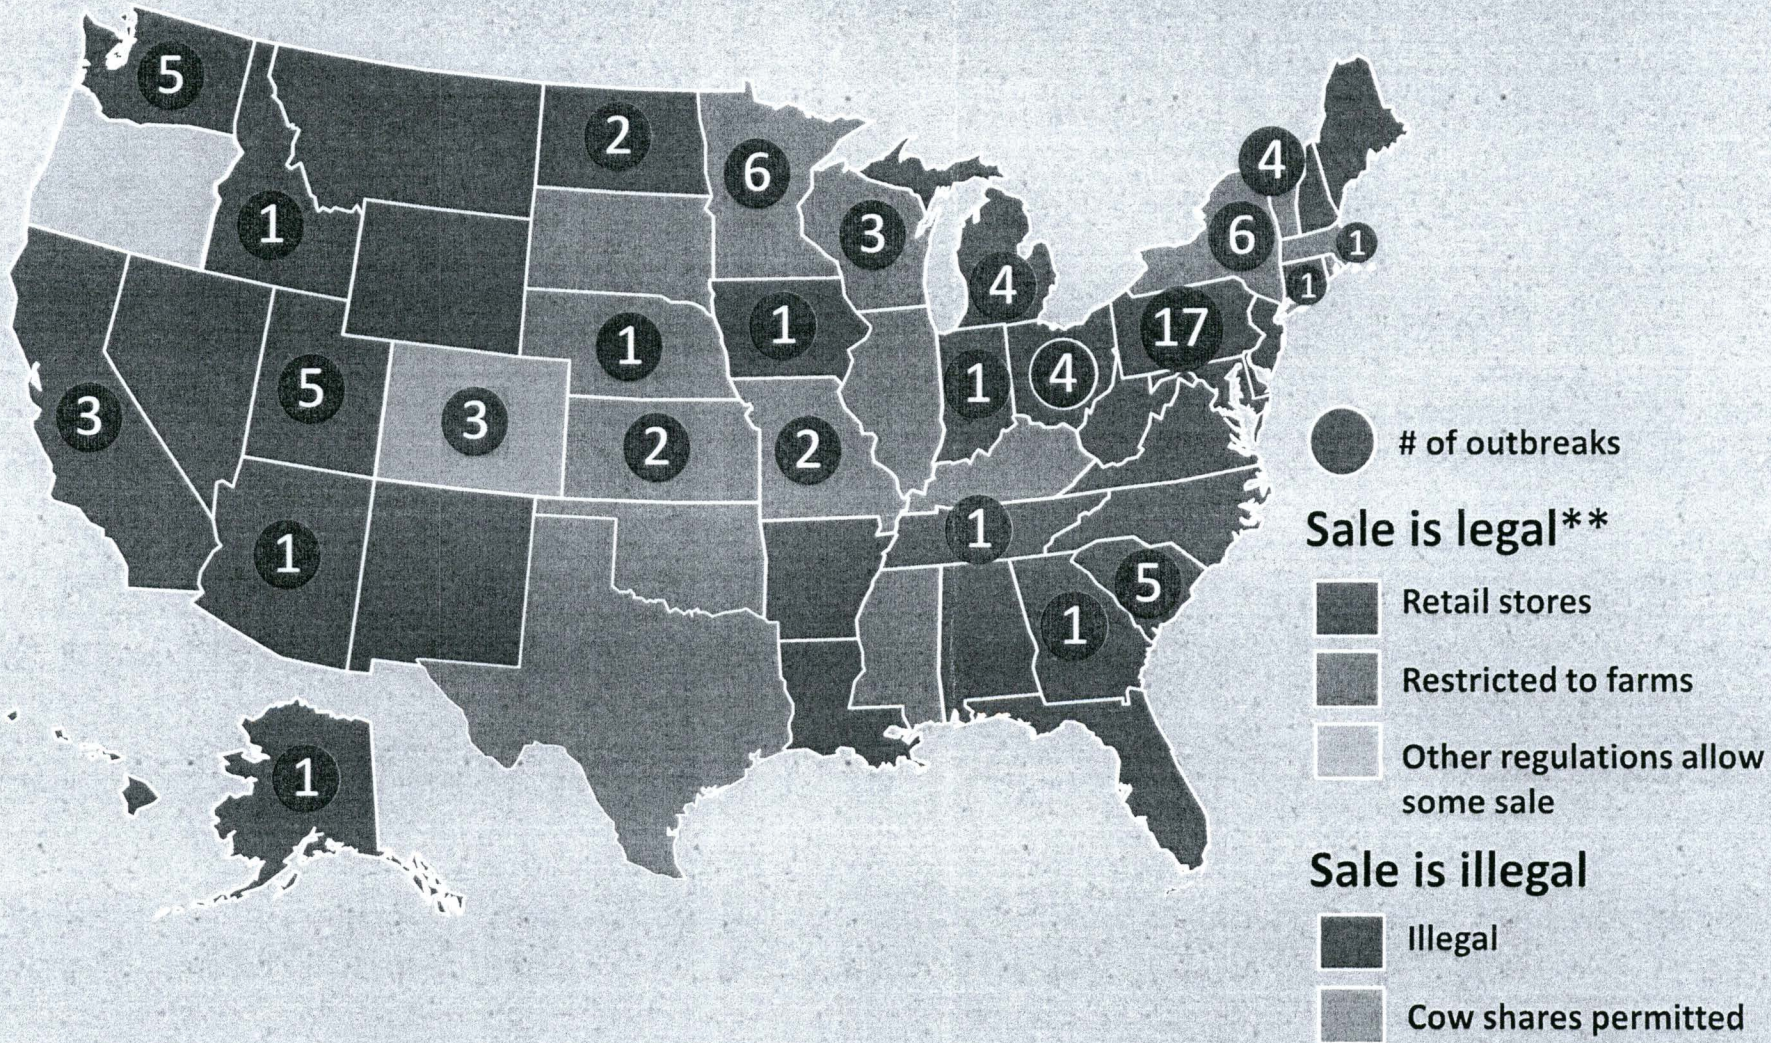 5
2
6
4
1
3
6
1
4
1
1
1
17
5
3
1
4
3
2
2
1
1
5
1
1
# of outbreaks
Sale is legal**
Retail stores
Restricted to farms
Other regulations allow
some sale
Sale is illegal
Illegal
Cow shares permitted